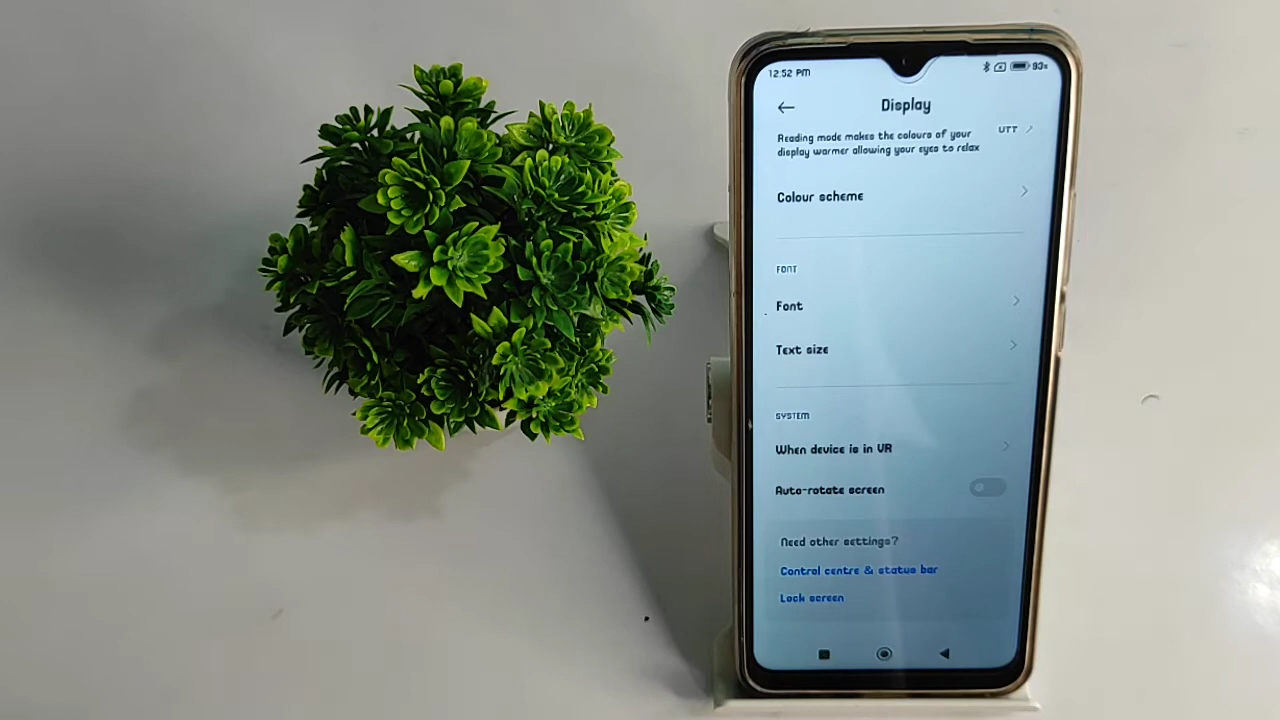 12:52 PM
93%
Display
Reading mode makes the colours of your
display warmer allowing your eyes to relax
Colour scheme
FONT
Font
Text size
SYSTEM
When device is in VR
Auto-rotate screen
Need other settings?
Control centre & status bar
Lock screen